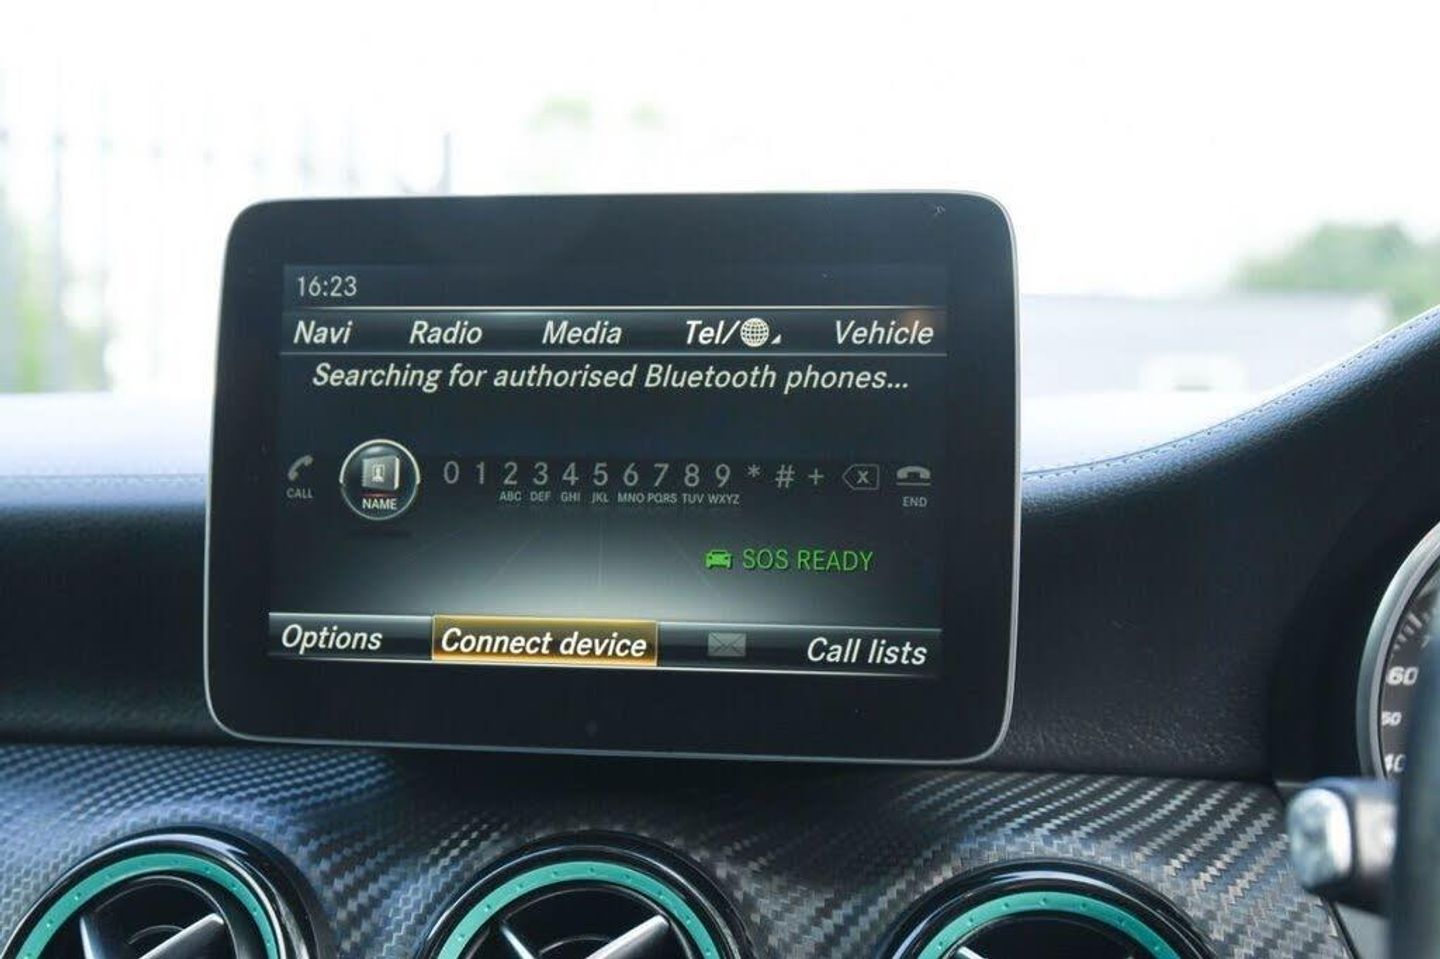 16:23
Navi Radio Media Tel/ Vehicle
Searching for authorised Bluetooth phones...
0 1 2 3 4 5 6 7 8 9 * # +
CALL NAME ABC DEF GHI JKL MNO PQRS TUV WXYZ END
SOS READY
Options Connect device Call lists
60